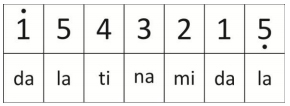 1̇ 5 4 3 2 1 5̣
da la ti na mi da la